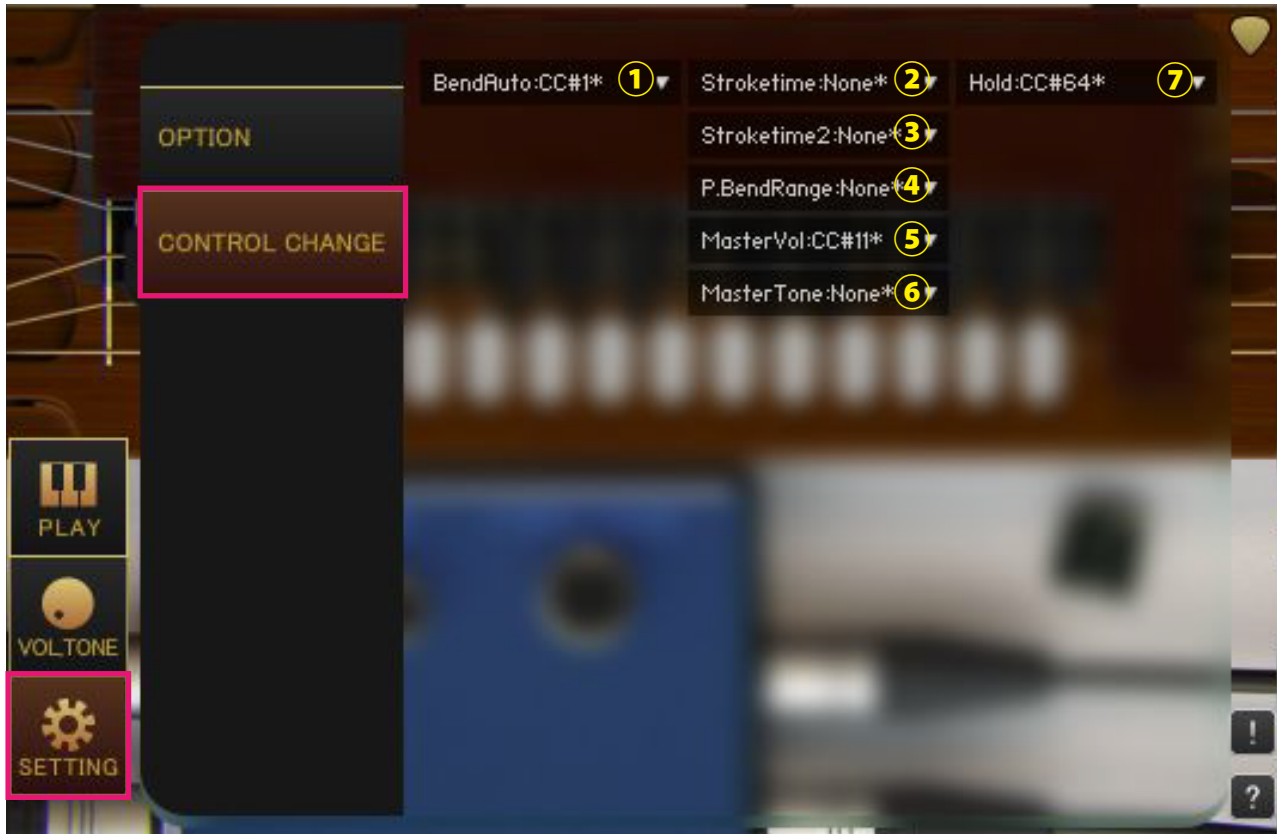 BendAuto:CC#1* ① ▼
Stroketime:None* ② ▼
Hold:CC#64* ⑦ ▼
Stroketime2:None* ③ ▼
P.BendRange:None* ④ ▼
MasterVol:CC#11* ⑤ ▼
MasterTone:None* ⑥ ▼
OPTION
CONTROL CHANGE
PLAY
VOL,TONE
SETTING
!
?